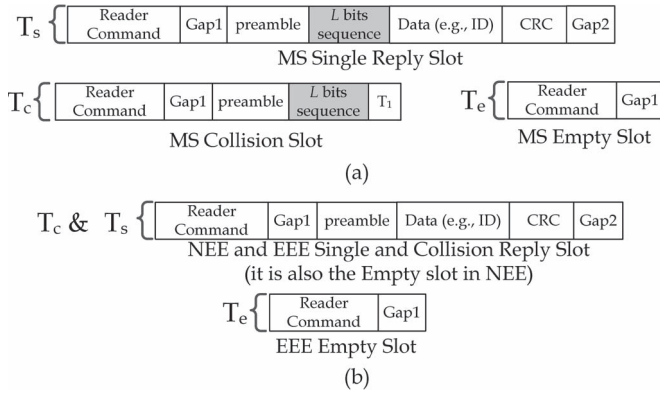 Ts Reader Command Gap1 preamble L bits sequence Data (e.g., ID) CRC Gap2
MS Single Reply Slot
Tc Reader Command Gap1 preamble L bits sequence T1
MS Collision Slot
Te Reader Command Gap1
MS Empty Slot
(a)
Tc & Ts Reader Command Gap1 preamble Data (e.g., ID) CRC Gap2
NEE and EEE Single and Collision Reply Slot
(it is also the Empty slot in NEE)
Te Reader Command Gap1
EEE Empty Slot
(b)